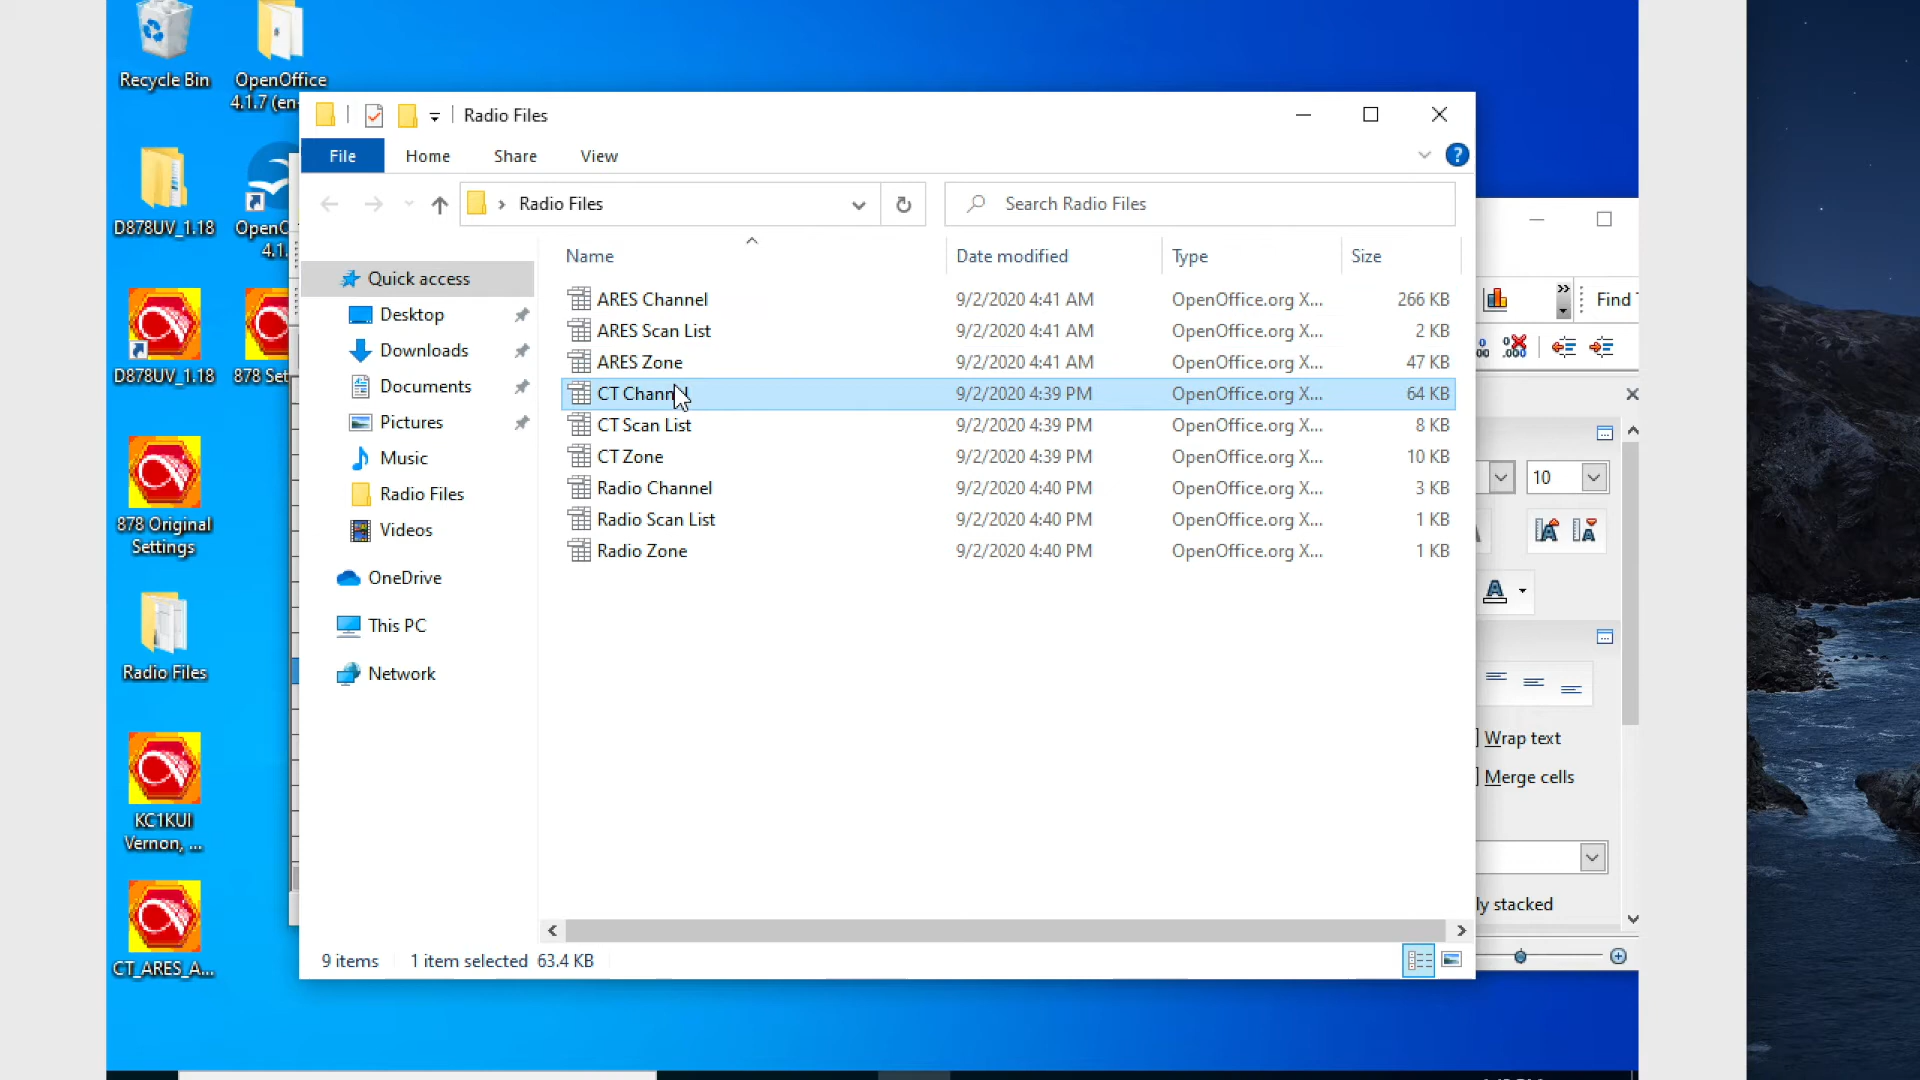 Recycle Bin
OpenOffice
4.1.7 (en-
D878UV_1.18
OpenO
4.1.
D878UV_1.18
878 Set
878 Original
Settings
Radio Files
KC1KUI
Vernon, ...
CT_ARES_A...
Radio Files
File
Home
Share
View
?
Radio Files
Search Radio Files
Name
Date modified
Type
Size
Quick access
Desktop
Downloads
Documents
Pictures
Music
Radio Files
Videos
OneDrive
This PC
Network
ARES Channel 9/2/2020 4:41 AM OpenOffice.org X... 266 KB
ARES Scan List 9/2/2020 4:41 AM OpenOffice.org X... 2 KB
ARES Zone 9/2/2020 4:41 AM OpenOffice.org X... 47 KB
CT Channel 9/2/2020 4:39 PM OpenOffice.org X... 64 KB
CT Scan List 9/2/2020 4:39 PM OpenOffice.org X... 8 KB
CT Zone 9/2/2020 4:39 PM OpenOffice.org X... 10 KB
Radio Channel 9/2/2020 4:40 PM OpenOffice.org X... 3 KB
Radio Scan List 9/2/2020 4:40 PM OpenOffice.org X... 1 KB
Radio Zone 9/2/2020 4:40 PM OpenOffice.org X... 1 KB
9 items
1 item selected 63.4 KB
Find
10
Wrap text
Merge cells
ly stacked